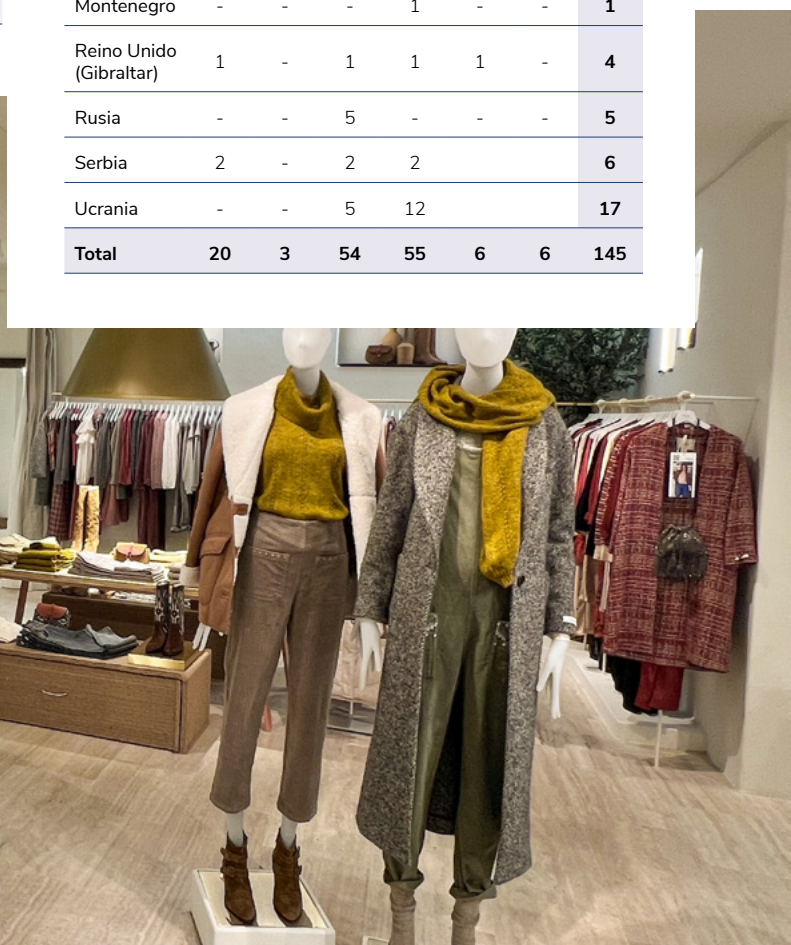 Montenegro - - - 1 - - 1
Reino Unido
(Gibraltar) 1 - 1 1 1 - 4
Rusia - - 5 - - - 5
Serbia 2 - 2 2 6
Ucrania - - 5 12 17
Total 20 3 54 55 6 6 145